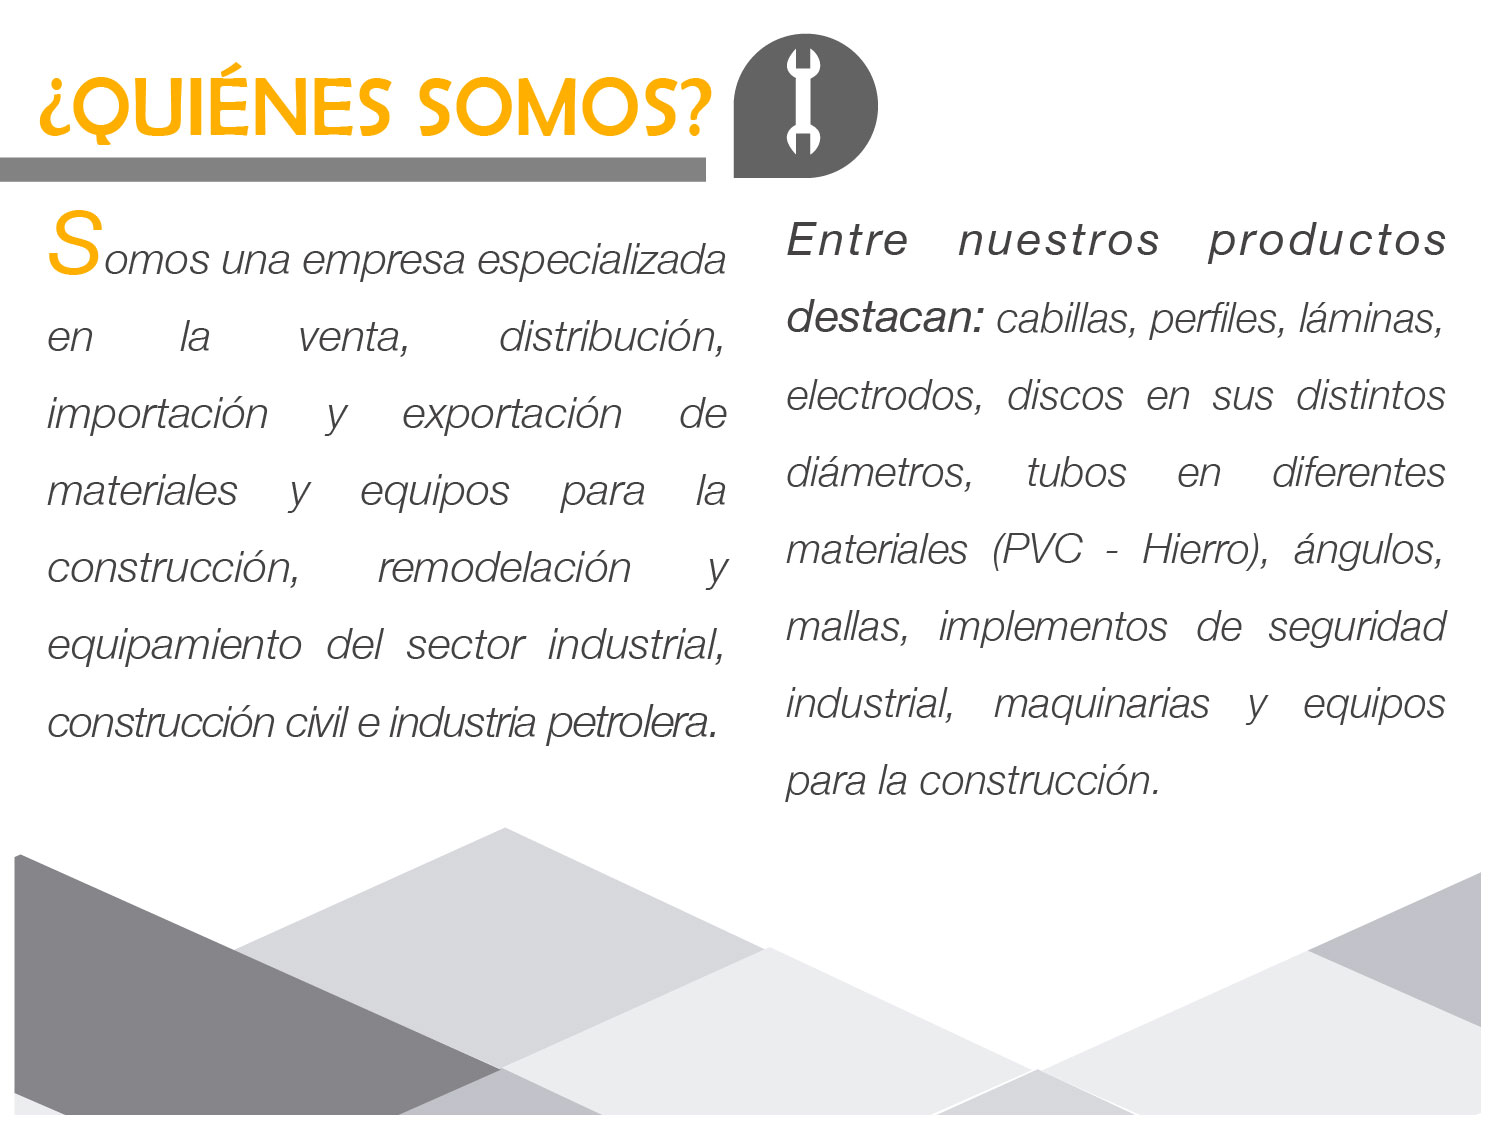 ¿QUIÉNES SOMOS?
Somos una empresa especializada
en la venta, distribución,
importación y exportación de
materiales y equipos para la
construcción, remodelación y
equipamiento del sector industrial,
construcción civil e industria petrolera.
Entre nuestros productos
destacan: cabillas, perfiles, láminas,
electrodos, discos en sus distintos
diámetros, tubos en diferentes
materiales (PVC - Hierro), ángulos,
mallas, implementos de seguridad
industrial, maquinarias y equipos
para la construcción.